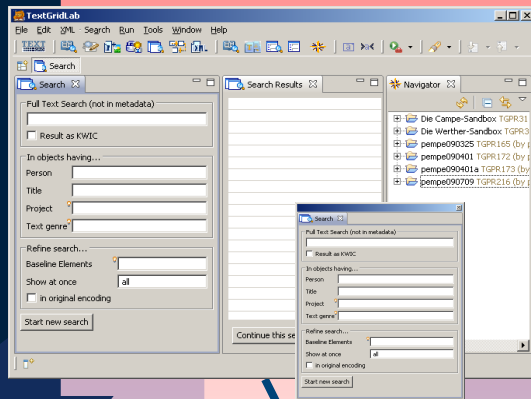 TextGridLab
File Edit XML Search Run Tools Window Help
TEXT
Search
Search
Full Text Search (not in metadata)
Result as KWIC
In objects having...
Person
Title
Project
Text genre
Refine search...
Baseline Elements
Show at once all
in original encoding
Start new search
Search Results
Continue this se
Navigator
Die Campe-Sandbox TGPR31
Die Werther-Sandbox TGPR3
pempe090325 TGPR165 (by p
pempe090401 TGPR172 (by p
pempe090401a TGPR173 (by
pempe090709 TGPR216 (by p
Search
Full Text Search (not in metadata)
Result as KWIC
In objects having...
Person
Title
Project
Text genre
Refine search...
Baseline Elements
Show at once all
in original encoding
Start new search